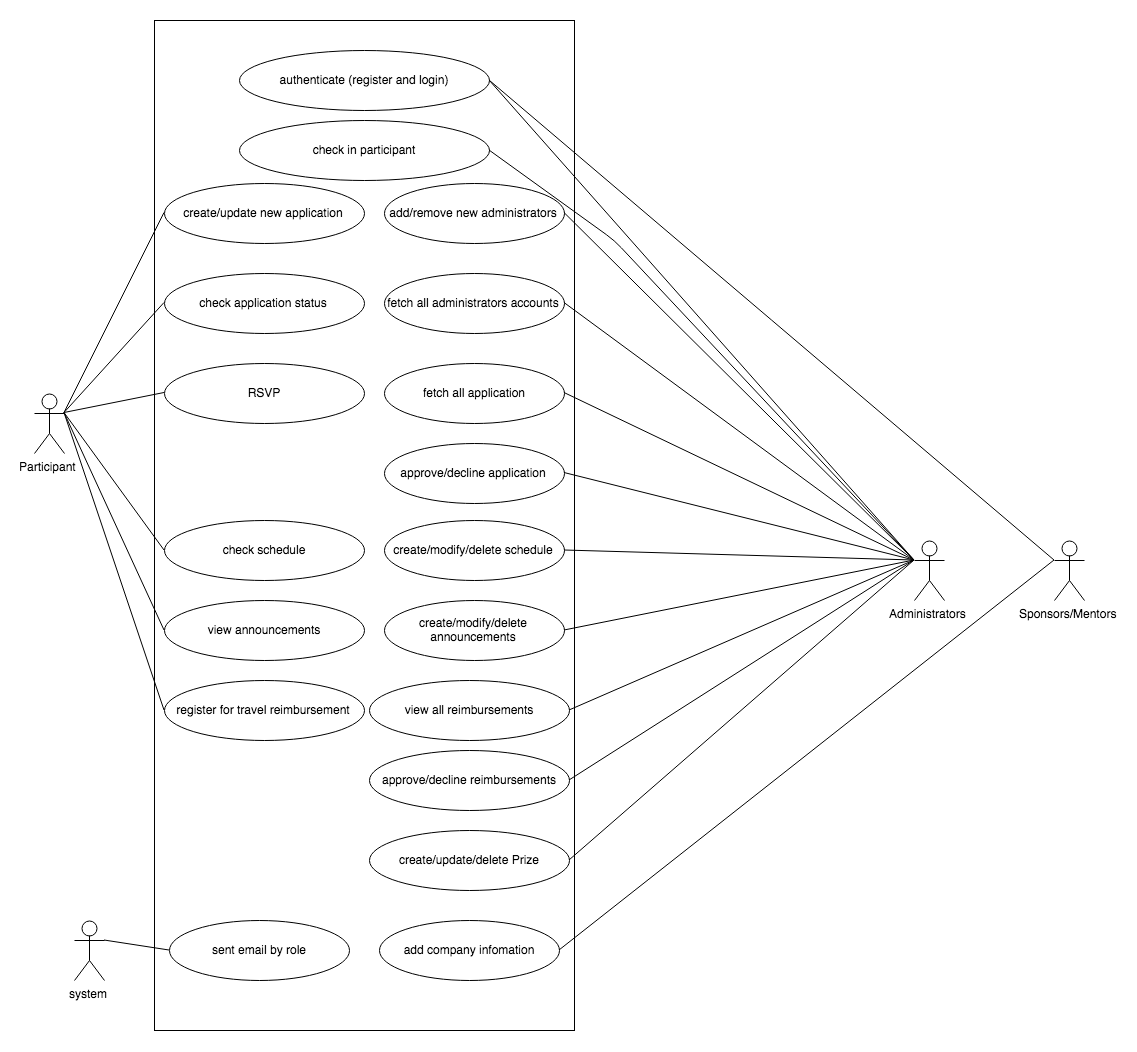 authenticate (register and login)
check in participant
create/update new application
add/remove new administrators
check application status
fetch all administrators accounts
RSVP
fetch all application
Participant
approve/decline application
check schedule
create/modify/delete schedule
Administrators
Sponsors/Mentors
view announcements
create/modify/delete
announcements
register for travel reimbursement
view all reimbursements
approve/decline reimbursements
create/update/delete Prize
sent email by role
add company infomation
system